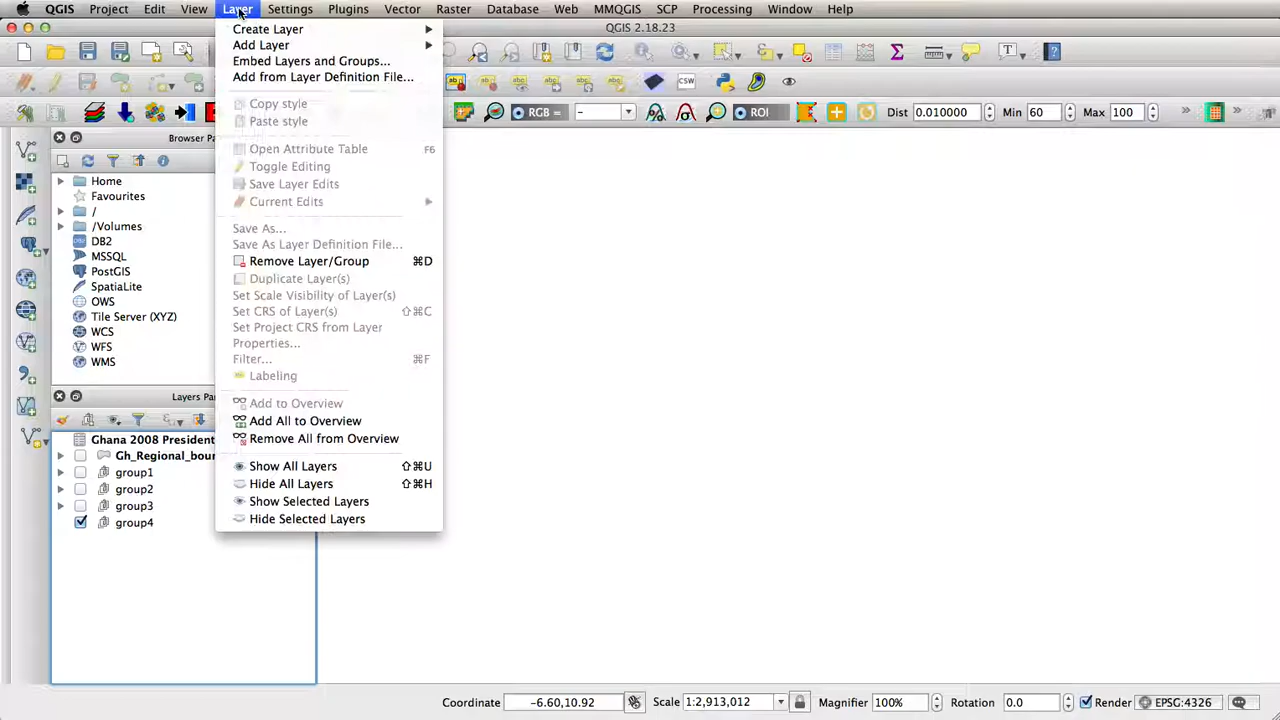 QGIS Project Edit View Layer Settings Plugins Vector Raster Database Web MMQGIS SCP Processing Window Help
QGIS 2.18.23
Create Layer
Add Layer
Embed Layers and Groups...
Add from Layer Definition File...
Copy style
Paste style
Open Attribute Table F6
Toggle Editing
Save Layer Edits
Current Edits
Save As...
Save As Layer Definition File...
Remove Layer/Group ⌘D
Duplicate Layer(s)
Set Scale Visibility of Layer(s)
Set CRS of Layer(s) ⇧⌘C
Set Project CRS from Layer
Properties...
Filter... ⌘F
Labeling
Add to Overview
Add All to Overview
Remove All from Overview
Show All Layers ⇧⌘U
Hide All Layers ⇧⌘H
Show Selected Layers
Hide Selected Layers
CSW
RGB = - ROI Dist 0.010000 Min 60 Max 100
Browser Pa
Home
Favourites
/
/Volumes
DB2
MSSQL
PostGIS
SpatiaLite
OWS
Tile Server (XYZ)
WCS
WFS
WMS
Layers Pa
Ghana 2008 President
Gh_Regional_bour
group1
group2
group3
group4
Coordinate -6.60,10.92 Scale 1:2,913,012 Magnifier 100% Rotation 0.0 Render EPSG:4326